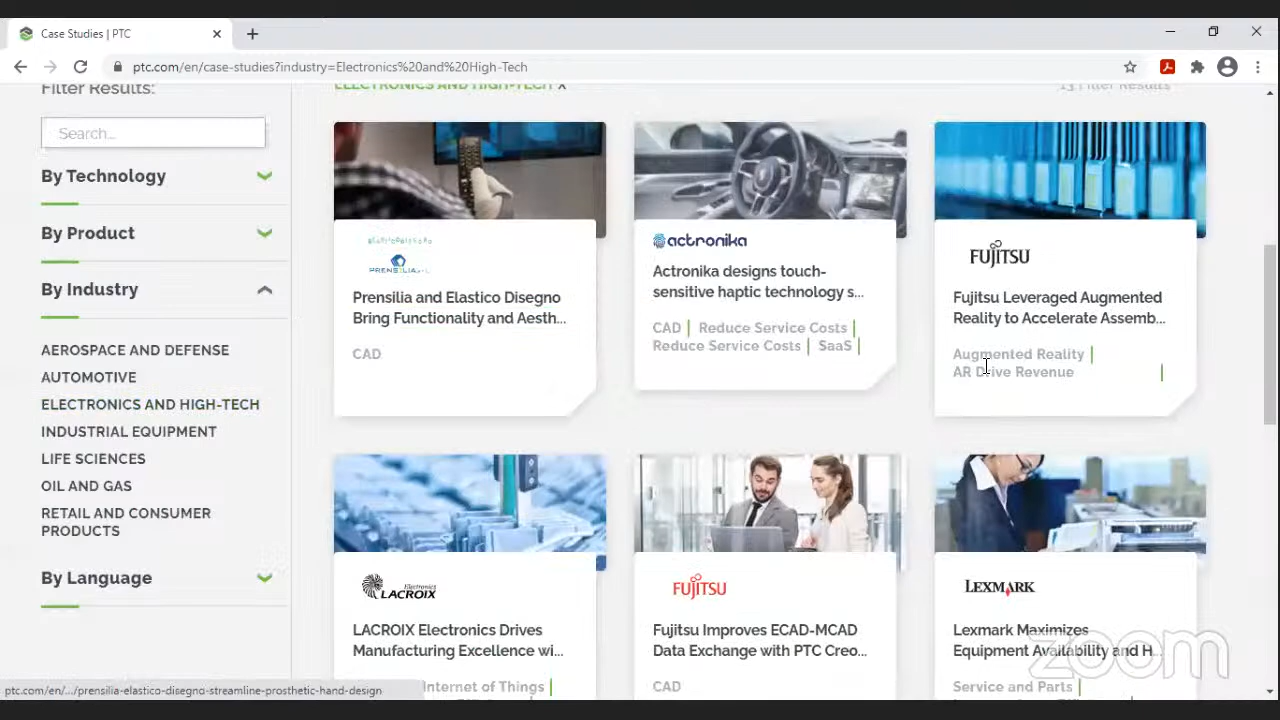 Case Studies | PTC
ptc.com/en/case-studies?industry=Electronics%20and%20High-Tech
Filter Results:
ELECTRONICS AND HIGH-TECH x
13 Filter Results
Search...
By Technology
By Product
By Industry
AEROSPACE AND DEFENSE
AUTOMOTIVE
ELECTRONICS AND HIGH-TECH
INDUSTRIAL EQUIPMENT
LIFE SCIENCES
OIL AND GAS
RETAIL AND CONSUMER
PRODUCTS
By Language
PRENSILIA
Prensilia and Elastico Disegno
Bring Functionality and Aesth...
CAD
actronika
Actronika designs touch-
sensitive haptic technology s...
CAD | Reduce Service Costs |
Reduce Service Costs | SaaS |
FUJITSU
Fujitsu Leveraged Augmented
Reality to Accelerate Assemb...
Augmented Reality |
AR Drive Revenue |
Electronics
LACROIX
LACROIX Electronics Drives
Manufacturing Excellence wi...
Internet of Things |
FUJITSU
Fujitsu Improves ECAD-MCAD
Data Exchange with PTC Creo...
CAD
LEXMARK
Lexmark Maximizes
Equipment Availability and H...
Service and Parts |
zoom
ptc.com/en/.../prensilia-elastico-disegno-streamline-prosthetic-hand-design